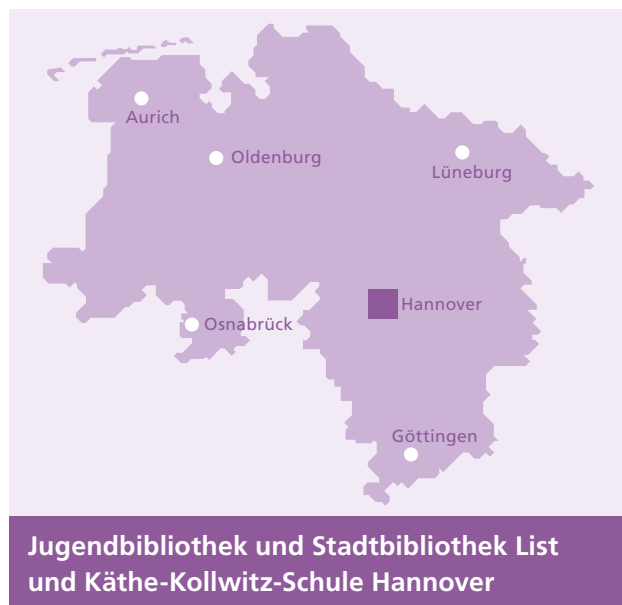 Aurich
Oldenburg
Lüneburg
Hannover
Osnabrück
Göttingen
Jugendbibliothek und Stadtbibliothek List
und Käthe-Kollwitz-Schule Hannover